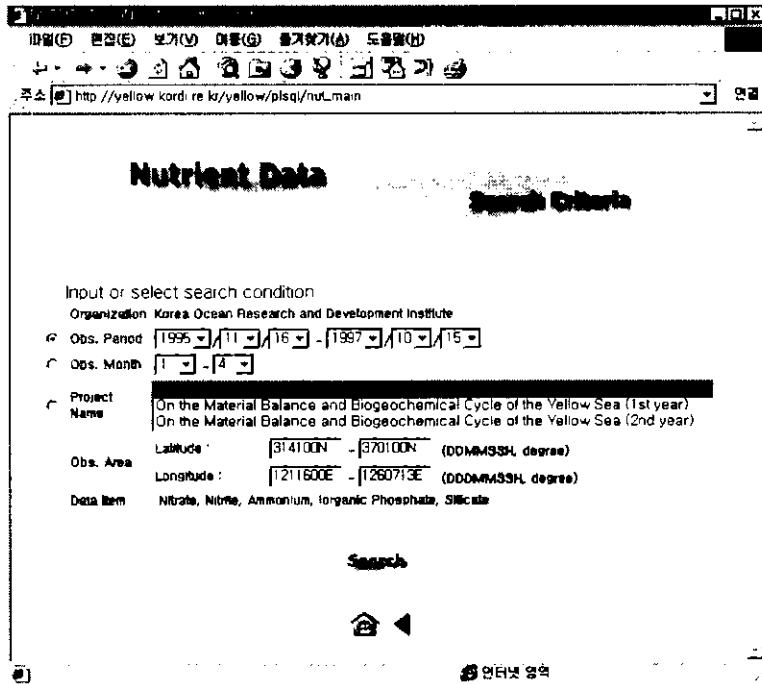 파일(F) 편집(E) 보기(V) 이동(G) 즐겨찾기(A) 도움말(H)
주소 http //yellow kordi re kr/yellow/plsql/nut_main 연결
Nutrient Data
Search Criteria
Input or select search condition
Organization Korea Ocean Research and Development Institute
Obs. Period 1995 / 11 / 16 - 1997 / 10 / 15
Obs. Month 1 - 4
Project Name
On the Material Balance and Biogeochemical Cycle of the Yellow Sea (1st year)
On the Material Balance and Biogeochemical Cycle of the Yellow Sea (2nd year)
Obs. Area
Latitude : 314100N - 370100N (DDMMSSH, degree)
Longitude : 1211600E - 1260713E (DDDMMSSH, degree)
Data Item Nitrate, Nitrite, Ammonium, Iorganic Phosphate, Silicate
Search
인터넷 영역